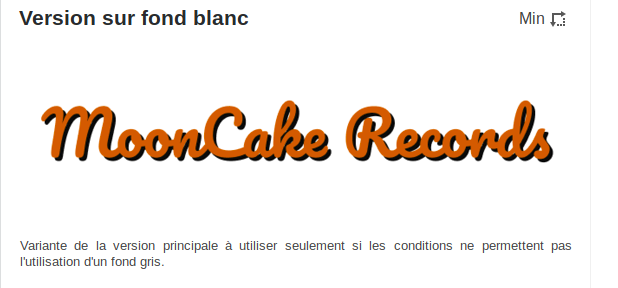 Version sur fond blanc
Min
MoonCake Records
Variante de la version principale à utiliser seulement si les conditions ne permettent pas
l'utilisation d'un fond gris.